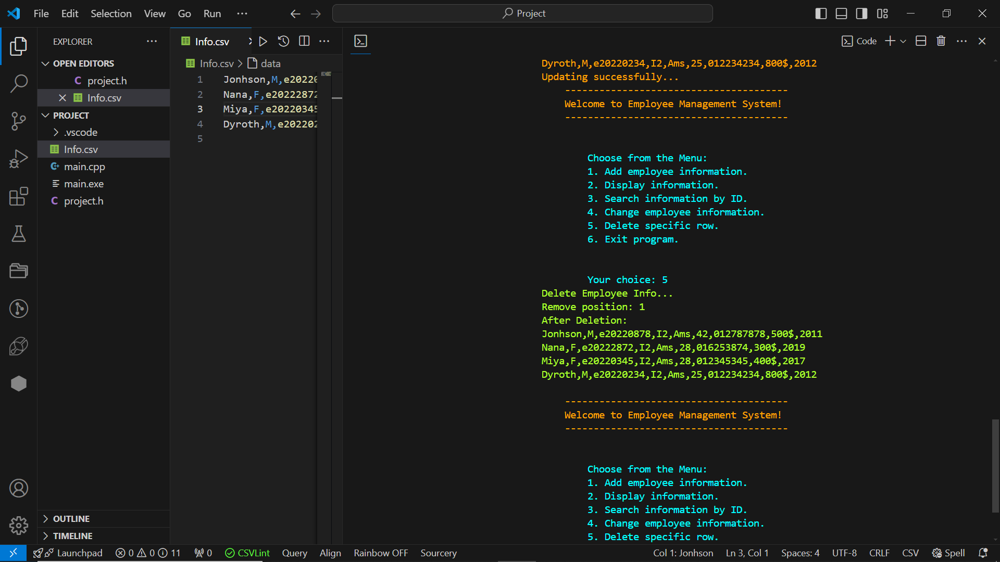 File Edit Selection View Go Run ··· Project
EXPLORER ···
OPEN EDITORS
project.h
Info.csv
PROJECT
.vscode
Info.csv
main.cpp
main.exe
project.h
OUTLINE
TIMELINE
Info.csv ···
Info.csv > data
1 Jonhson,M,e20220
2 Nana,F,e20222872
3 Miya,F,e20220345
4 Dyroth,M,e202202
5
Code ···
Dyroth,M,e20220234,I2,Ams,25,012234234,800$,2012
Updating successfully...
---------------------------------------
Welcome to Employee Management System!
---------------------------------------
Choose from the Menu:
1. Add employee information.
2. Display information.
3. Search information by ID.
4. Change employee information.
5. Delete specific row.
6. Exit program.
Your choice: 5
Delete Employee Info...
Remove position: 1
After Deletion:
Jonhson,M,e20220878,I2,Ams,42,012787878,500$,2011
Nana,F,e20222872,I2,Ams,28,016253874,300$,2019
Miya,F,e20220345,I2,Ams,28,012345345,400$,2017
Dyroth,M,e20220234,I2,Ams,25,012234234,800$,2012
---------------------------------------
Welcome to Employee Management System!
---------------------------------------
Choose from the Menu:
1. Add employee information.
2. Display information.
3. Search information by ID.
4. Change employee information.
5. Delete specific row.
Launchpad 0 0 11 0 CSVLint Query Align Rainbow OFF Sourcery Col 1: Jonhson Ln 3, Col 1 Spaces: 4 UTF-8 CRLF CSV Spell